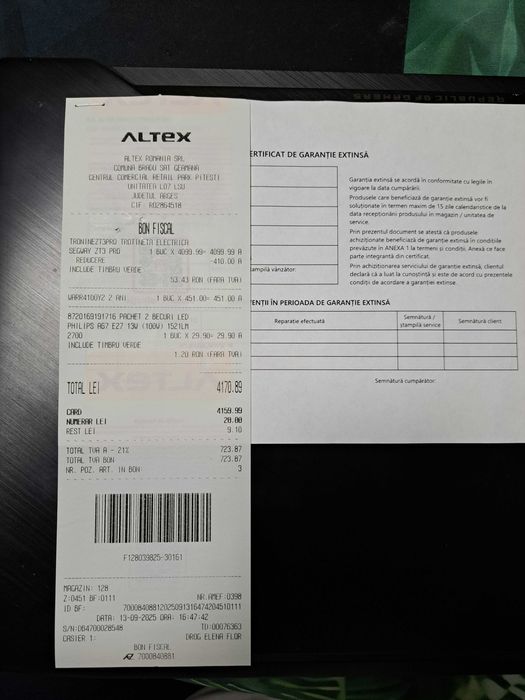 REPUBLIC OF GAMERS
ALTEX
ALTEX ROMANIA SRL
COMUNA BRADU SAT GEAMANA
CENTRUL COMERCIAL RETAIL PARK PITESTI
UNITATEA L07 LSU
JUDETUL ARGES
CIF: RO2864518
BON FISCAL
TRONINEZT3PRO TROTINETA ELECTRICA
SEGWAY ZT3 PRO 1 BUC X 4099.99= 4099.99 A
REDUCERE -410.00 A
INCLUDE TIMBRU VERDE
53.43 RON (FARA TVA)
WARR4100Y2 2 ANI 1 BUC X 451.00= 451.00 A
8720169191716 PACHET 2 BECURI LED
PHILIPS A67 E27 13W (100W) 1521LM
2700 1 BUC X 29.90= 29.90 A
INCLUDE TIMBRU VERDE
1.20 RON (FARA TVA)
TOTAL LEI 4170.89
CARD 4159.99
NUMERAR LEI 20.00
REST LEI 9.10
TOTAL TVA A - 21% 723.87
TOTAL TVA BON 723.87
NR. POZ. ART. IN BON 3
F128039825-30161
MAGAZIN: 128
Z:0451 BF:0111 NR.AMEF:0398
ID BF: 70008408812025091316474204510111
DATA: 13-09-2025 ORA: 16:47:42
S/N:DB4700028548 TD:00076363
CASIER 1: DROG ELENA FLOR
BON FISCAL
7000840881
ERTIFICAT DE GARANȚIE EXTINSĂ
Garanția extinsă se acordă în conformitate cu legile în
vigoare la data cumpărării.
Produsele care beneficiază de garanție extinsă vor fi
soluționate în termen maxim de 15 zile calendaristice de la
data recepționării produsului in magazin / unitatea de
service.
Prin prezentul document se atestă că produsele
achiziționate beneficiază de garanție extinsă în condițiile
prevăzute în ANEXA 1 la termeni și condiții. Anexa ce face
parte integrantă din certificat.
Prin achiziționarea serviciului de garanție extinsă, clientul
declară că a luat la cunoștință și este de acord cu prezentele
condiții de acordare a garanției extinse.
ampilă vânzător:
ENȚII ÎN PERIOADA DE GARANȚIE EXTINSĂ
Reparație efectuată
Semnătură /
ștampilă service
Semnătură client
Semnătură cumpărător: